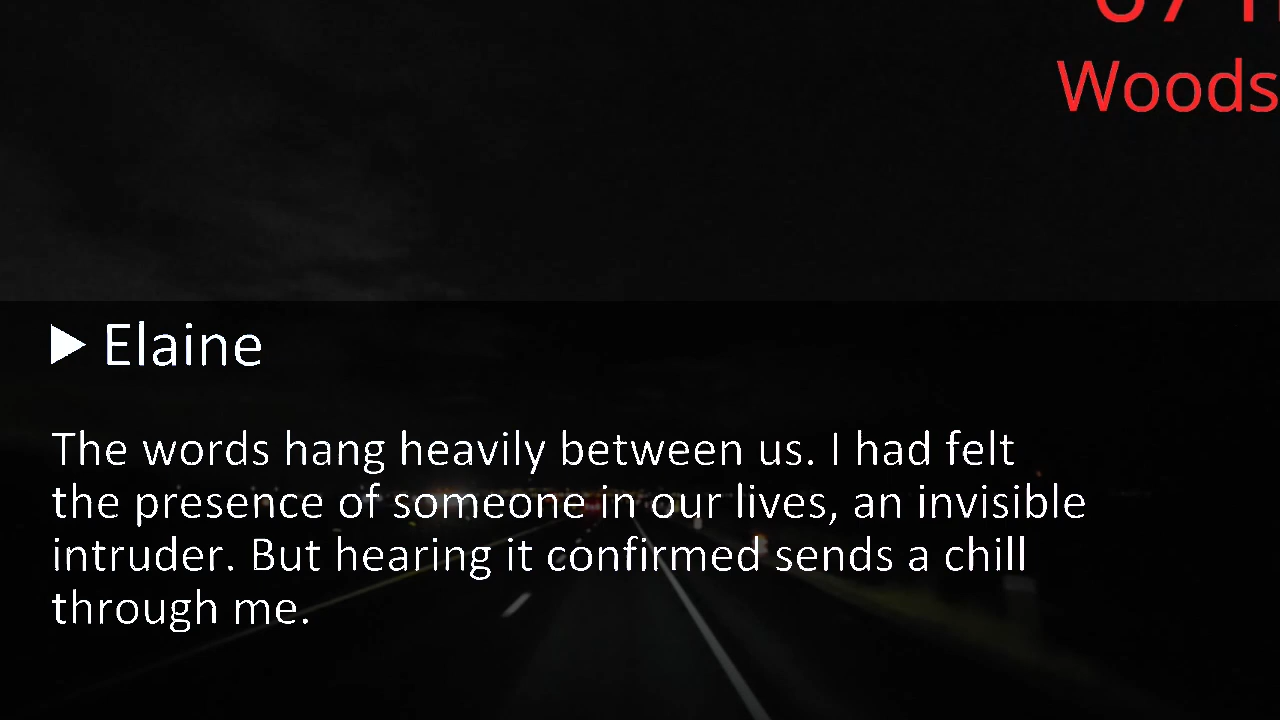 Woods
▶ Elaine
The words hang heavily between us. I had felt
the presence of someone in our lives, an invisible
intruder. But hearing it confirmed sends a chill
through me.